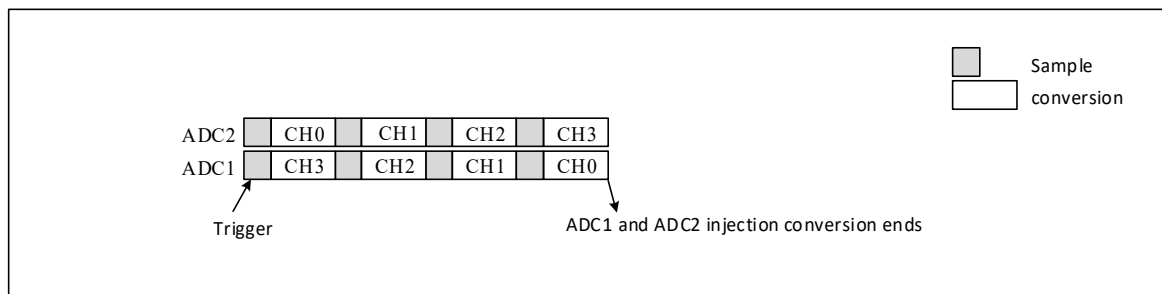 Sample
conversion
ADC2 CH0 CH1 CH2 CH3
ADC1 CH3 CH2 CH1 CH0
Trigger
ADC1 and ADC2 injection conversion ends